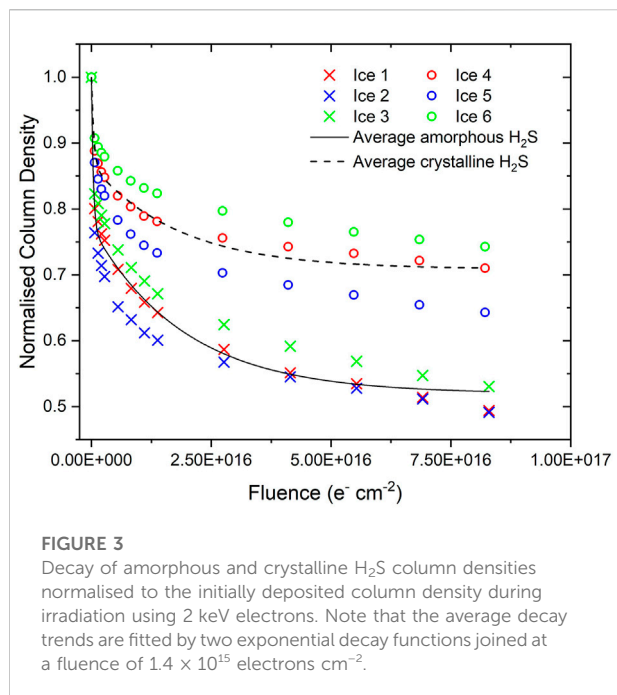 Ice 1 Ice 4
Ice 2 Ice 5
Ice 3 Ice 6
Average amorphous H₂S
Average crystalline H₂S
1.0
0.9
0.8
0.7
0.6
0.5
Normalised Column Density
0.00E+000 2.50E+016 5.00E+016 7.50E+016 1.00E+017
Fluence (e⁻ cm⁻²)
FIGURE 3
Decay of amorphous and crystalline H₂S column densities
normalised to the initially deposited column density during
irradiation using 2 keV electrons. Note that the average decay
trends are fitted by two exponential decay functions joined at
a fluence of 1.4 × 10¹⁵ electrons cm⁻².